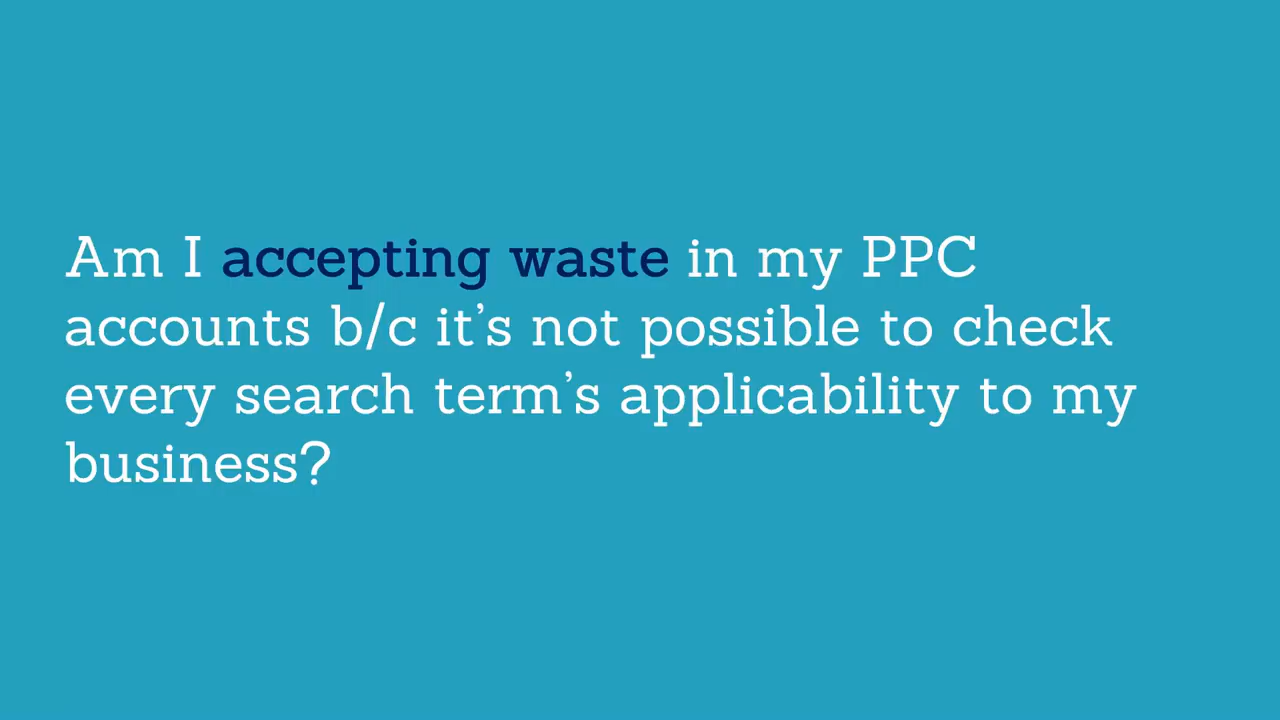 Am I accepting waste in my PPC
accounts b/c it’s not possible to check
every search term’s applicability to my
business?